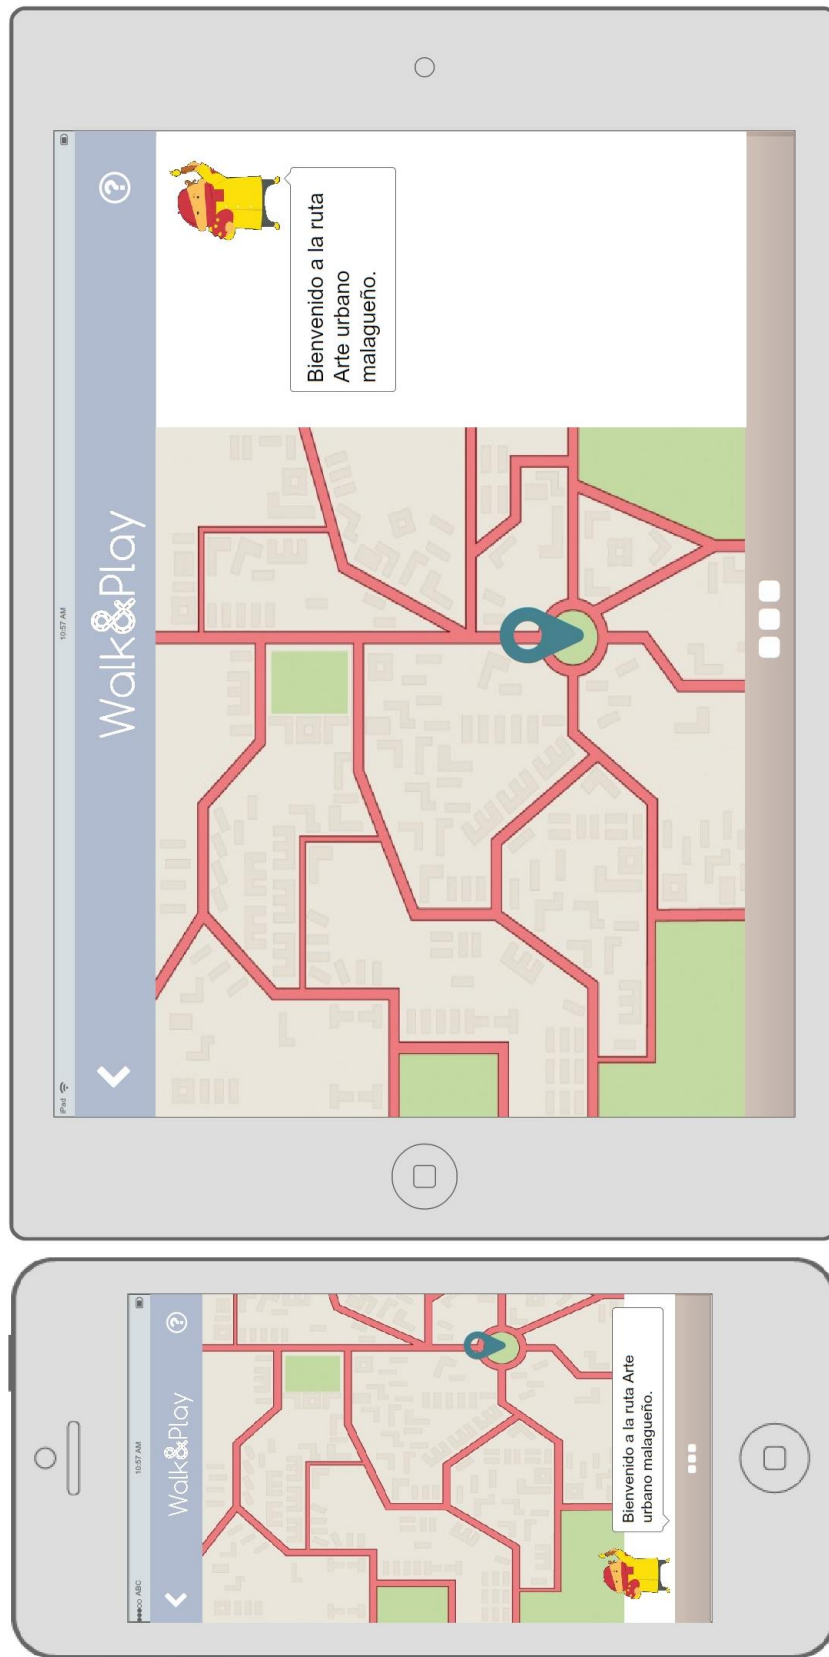 iPad
10:57 AM
Walk&Play
?
Bienvenido a la ruta
Arte urbano
malagueño.
ABC
10:57 AM
Walk&Play
?
Bienvenido a la ruta Arte
urbano malagueño.